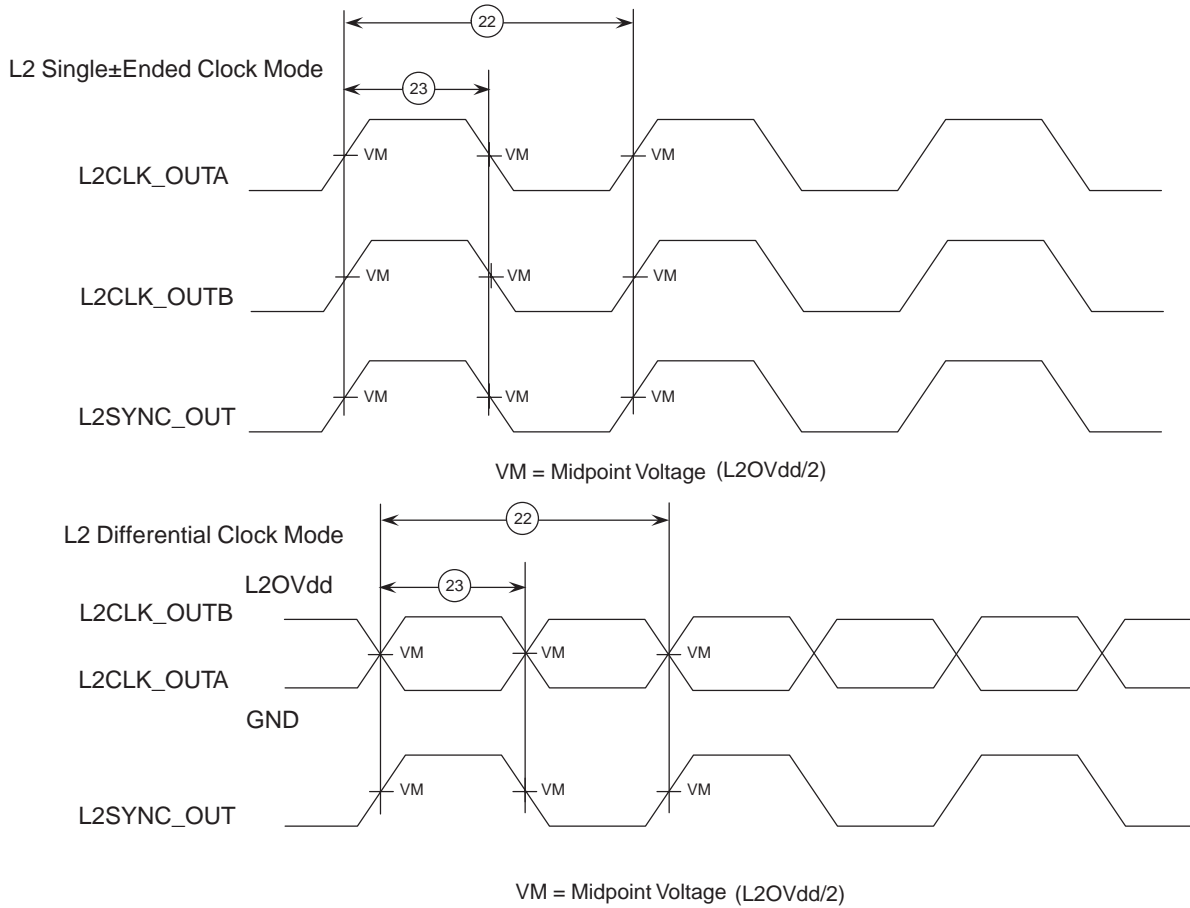 22
L2 Single±Ended Clock Mode
23
L2CLK_OUTA
VM VM VM
L2CLK_OUTB
VM VM VM
L2SYNC_OUT
VM VM VM
VM = Midpoint Voltage (L2OVdd/2)
22
L2 Differential Clock Mode
L2OVdd
23
L2CLK_OUTB
VM VM VM
L2CLK_OUTA
GND
VM VM VM
L2SYNC_OUT
VM = Midpoint Voltage (L2OVdd/2)